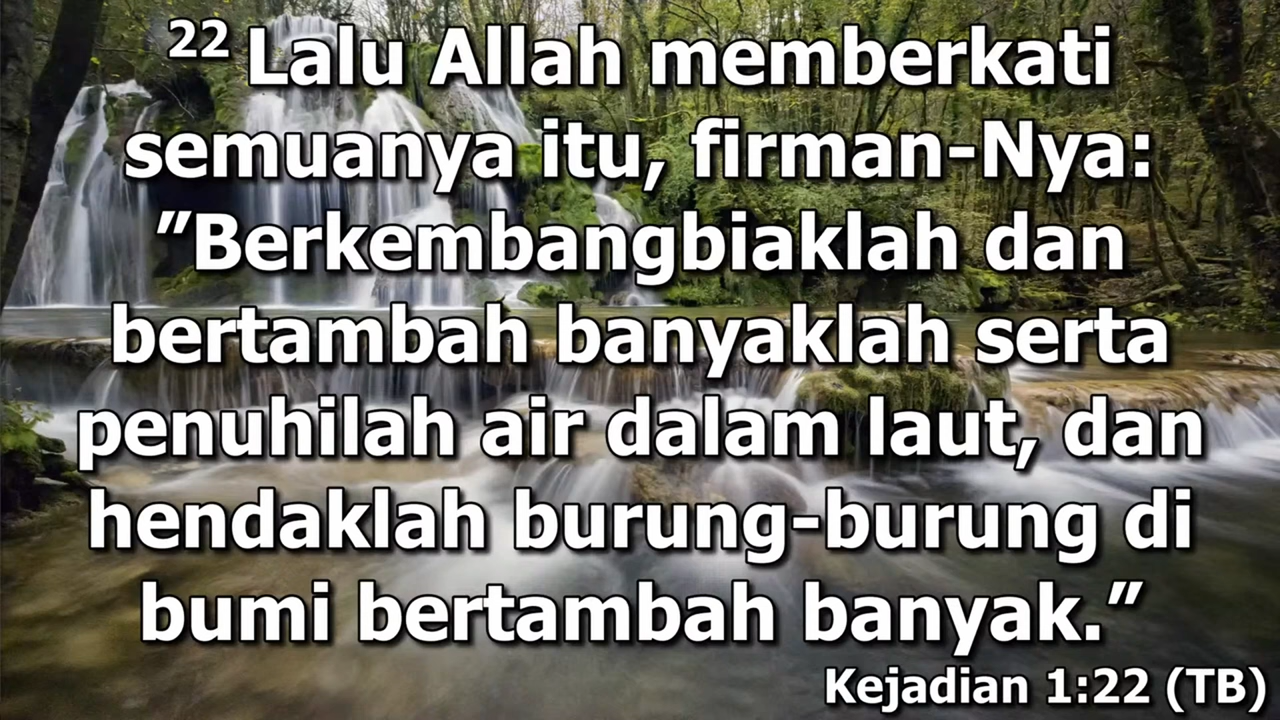 22 Lalu Allah memberkati
semuanya itu, firman-Nya:
"Berkembangbiaklah dan
bertambah banyaklah serta
penuhilah air dalam laut, dan
hendaklah burung-burung di
bumi bertambah banyak."
Kejadian 1:22 (TB)